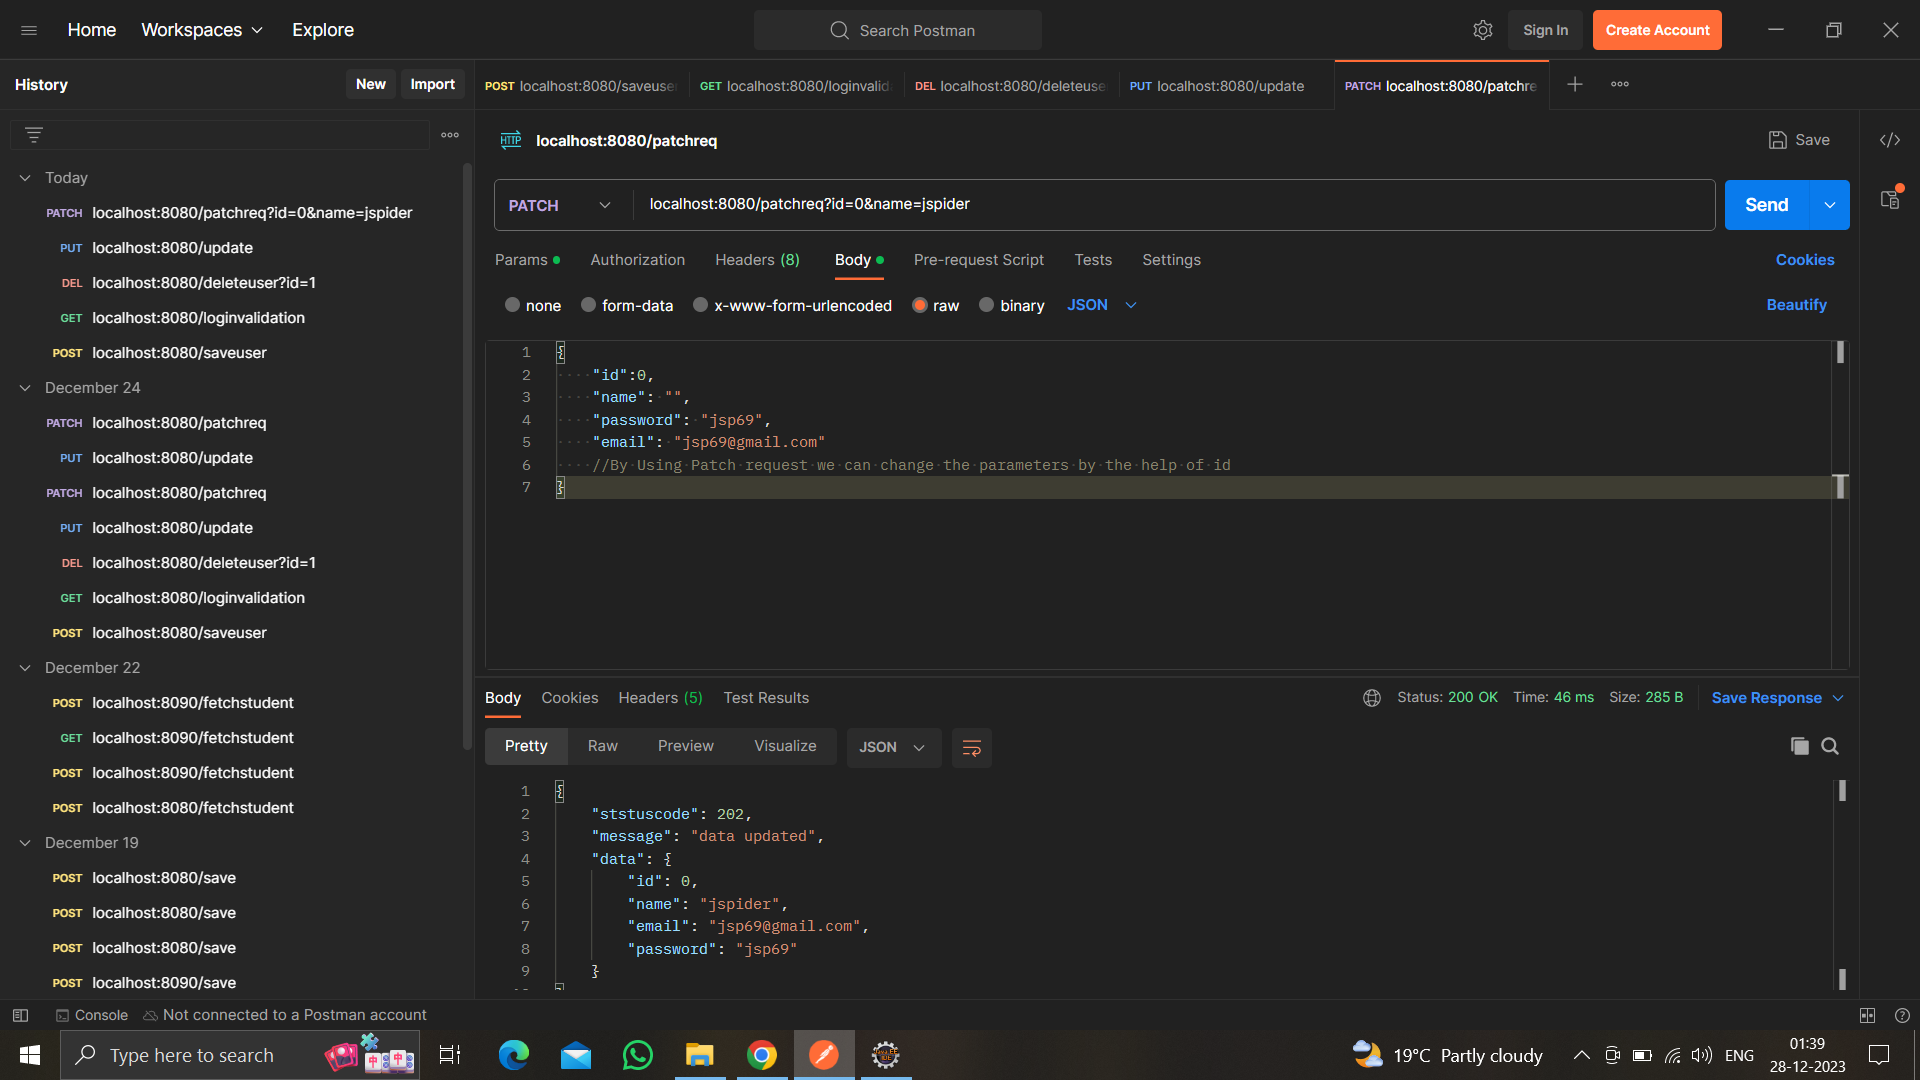 Home Workspaces Explore Search Postman Sign In Create Account
History New Import POST localhost:8080/saveuser GET localhost:8080/loginvalid DEL localhost:8080/deleteuse PUT localhost:8080/update PATCH localhost:8080/patchre
HTTP localhost:8080/patchreq Save
Today
PATCH localhost:8080/patchreq?id=0&name=jspider
PUT localhost:8080/update
DEL localhost:8080/deleteuser?id=1
GET localhost:8080/loginvalidation
POST localhost:8080/saveuser
December 24
PATCH localhost:8080/patchreq
PUT localhost:8080/update
PATCH localhost:8080/patchreq
PUT localhost:8080/update
DEL localhost:8080/deleteuser?id=1
GET localhost:8080/loginvalidation
POST localhost:8080/saveuser
December 22
POST localhost:8090/fetchstudent
GET localhost:8090/fetchstudent
POST localhost:8090/fetchstudent
POST localhost:8080/fetchstudent
December 19
POST localhost:8080/save
POST localhost:8080/save
POST localhost:8080/save
POST localhost:8090/save
PATCH localhost:8080/patchreq?id=0&name=jspider Send
Params Authorization Headers (8) Body Pre-request Script Tests Settings Cookies
none form-data x-www-form-urlencoded raw binary JSON Beautify
1 {
2 "id":0,
3 "name": "",
4 "password": "jsp69",
5 "email": "jsp69@gmail.com"
6 //By Using Patch request we can change the parameters by the help of id
7 }
Body Cookies Headers (5) Test Results Status: 200 OK Time: 46 ms Size: 285 B Save Response
Pretty Raw Preview Visualize JSON
1 {
2 "ststuscode": 202,
3 "message": "data updated",
4 "data": {
5 "id": 0,
6 "name": "jspider",
7 "email": "jsp69@gmail.com",
8 "password": "jsp69"
9 }
Console Not connected to a Postman account
Type here to search 19°C Partly cloudy ENG 01:39
28-12-2023